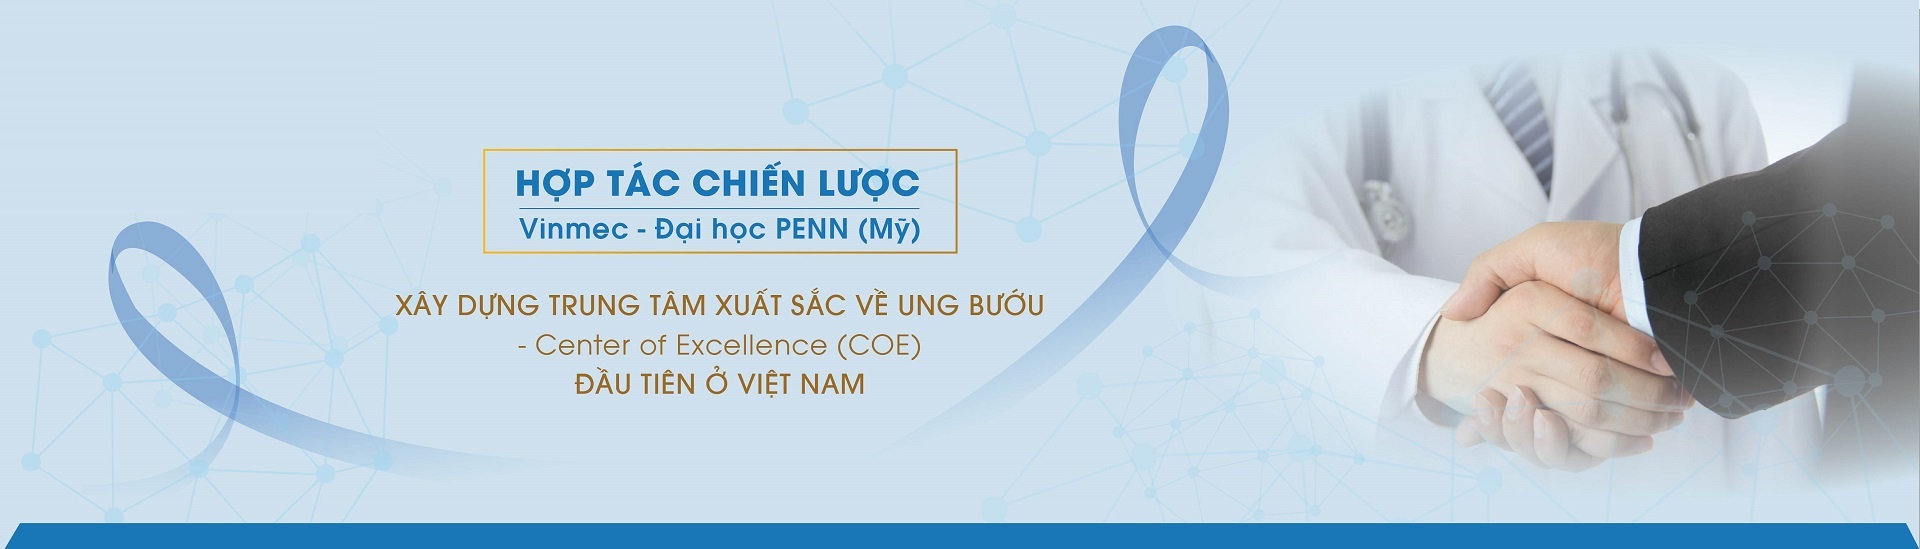 HỢP TÁC CHIẾN LƯỢC
Vinmec - Đại học PENN (Mỹ)
XÂY DỰNG TRUNG TÂM XUẤT SẮC VỀ UNG BƯỚU
- Center of Excellence (COE)
ĐẦU TIÊN Ở VIỆT NAM